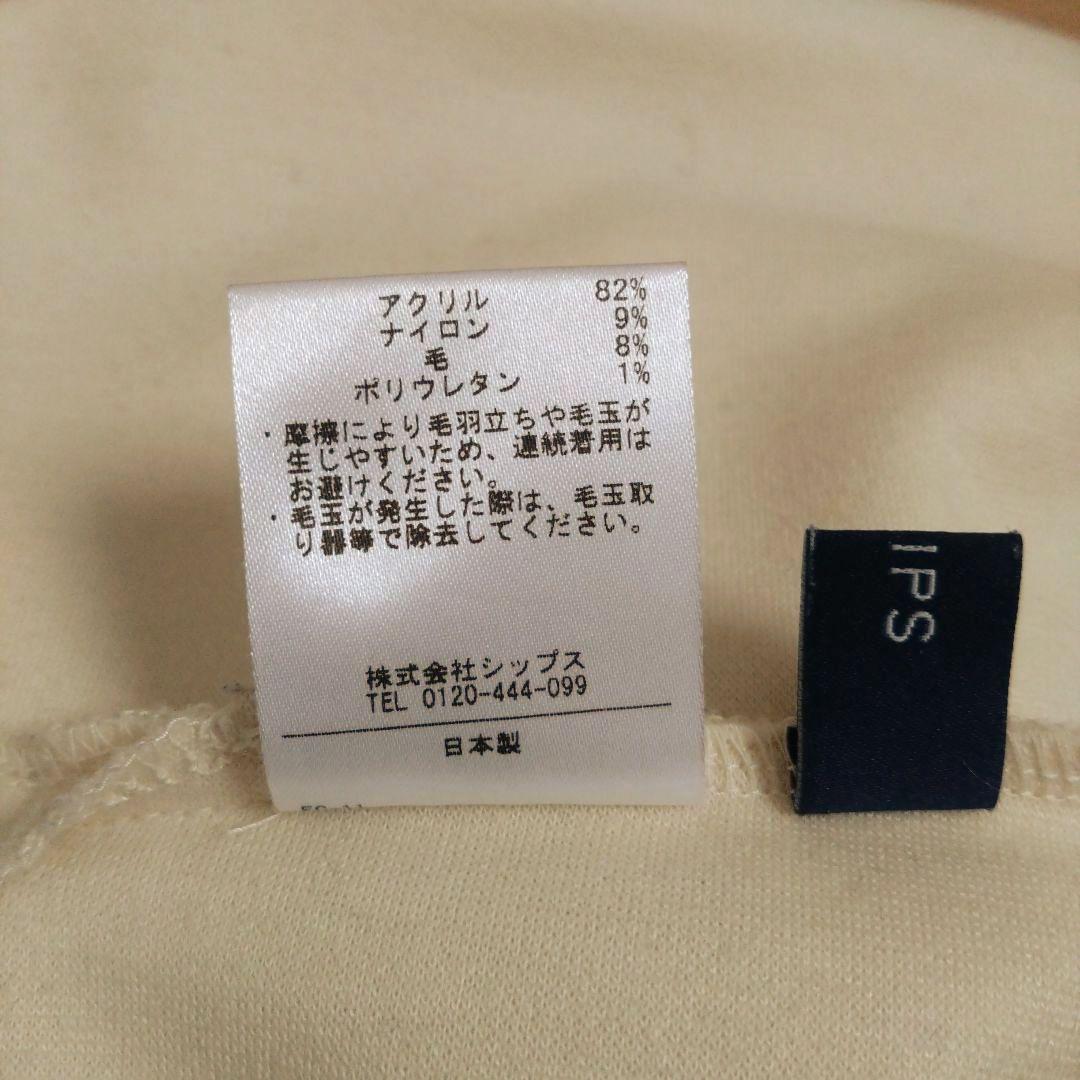 アクリル 82%
ナイロン 9%
毛 8%
ポリウレタン 1%
・摩擦により毛羽立ちや毛玉が
生じやすいため、連続着用は
お避けください。
・毛玉が発生した際は、毛玉取
り器等で除去してください。
株式会社シップス
TEL 0120-444-099
日本製
IPS